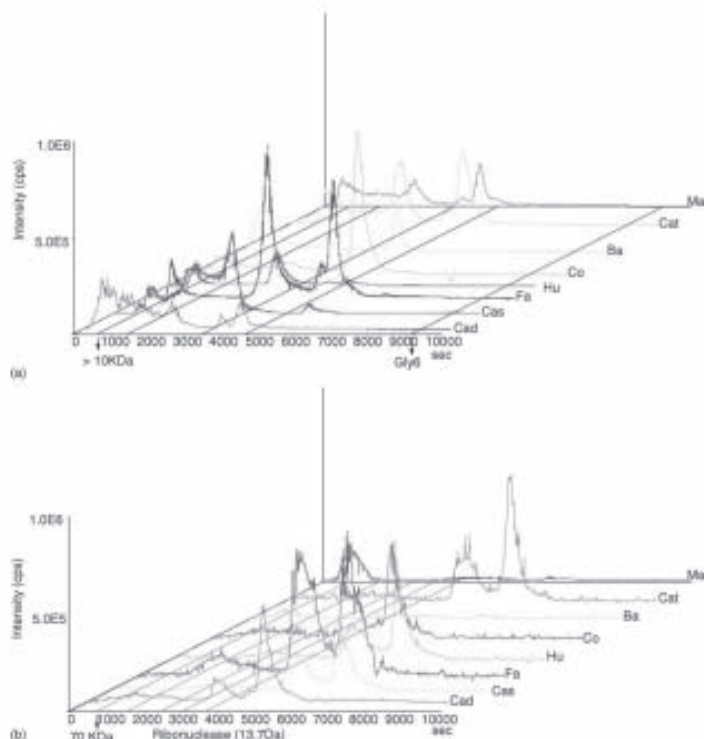 1.0E6
Intensity (cps)
5.0E5
Ma
Cat
Ba
Co
Hu
Fa
Cas
Cad
0 1000 2000 3000 4000 5000 6000 7000 8000 9000 10000
sec
> 10KDa
Gly6
(a)
1.0E6
Intensity (cps)
5.0E5
Ma
Cat
Ba
Co
Hu
Fa
Cas
Cad
0 1000 2000 3000 4000 5000 6000 7000 8000 9000 10000
sec
70 KDa
Ribonuclease (13.7Da)
(b)